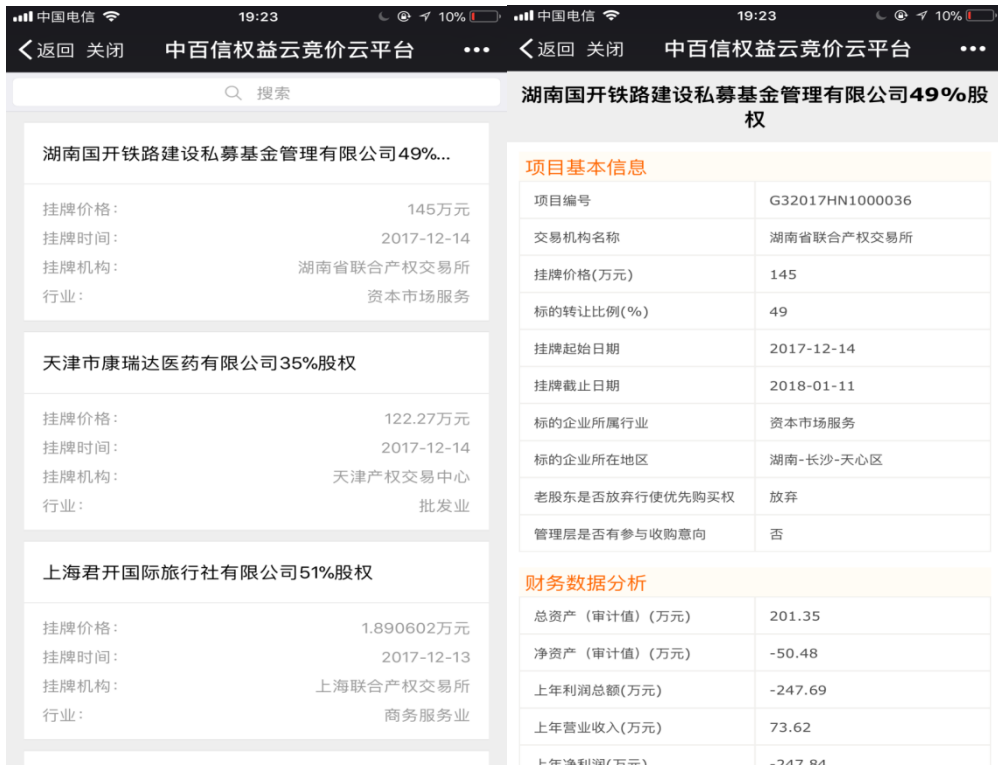 中国电信
19:23
10%
返回 关闭
中百信权益云竞价云平台
搜索
湖南国开铁路建设私募基金管理有限公司49%...
挂牌价格：
145万元
挂牌时间：
2017-12-14
挂牌机构：
湖南省联合产权交易所
行业：
资本市场服务
天津市康瑞达医药有限公司35%股权
挂牌价格：
122.27万元
挂牌时间：
2017-12-14
挂牌机构：
天津产权交易中心
行业：
批发业
上海君开国际旅行社有限公司51%股权
挂牌价格：
1.890602万元
挂牌时间：
2017-12-13
挂牌机构：
上海联合产权交易所
行业：
商务服务业
中国电信
19:23
10%
返回 关闭
中百信权益云竞价云平台
湖南国开铁路建设私募基金管理有限公司49%股
权
项目基本信息
项目编号
G32017HN1000036
交易机构名称
湖南省联合产权交易所
挂牌价格(万元)
145
标的转让比例(%)
49
挂牌起始日期
2017-12-14
挂牌截止日期
2018-01-11
标的企业所属行业
资本市场服务
标的企业所在地区
湖南-长沙-天心区
老股东是否放弃行使优先购买权
放弃
管理层是否有参与收购意向
否
财务数据分析
总资产（审计值）(万元)
201.35
净资产（审计值）(万元)
-50.48
上年利润总额(万元)
-247.69
上年营业收入(万元)
73.62
上年净利润(万元)
-247.84